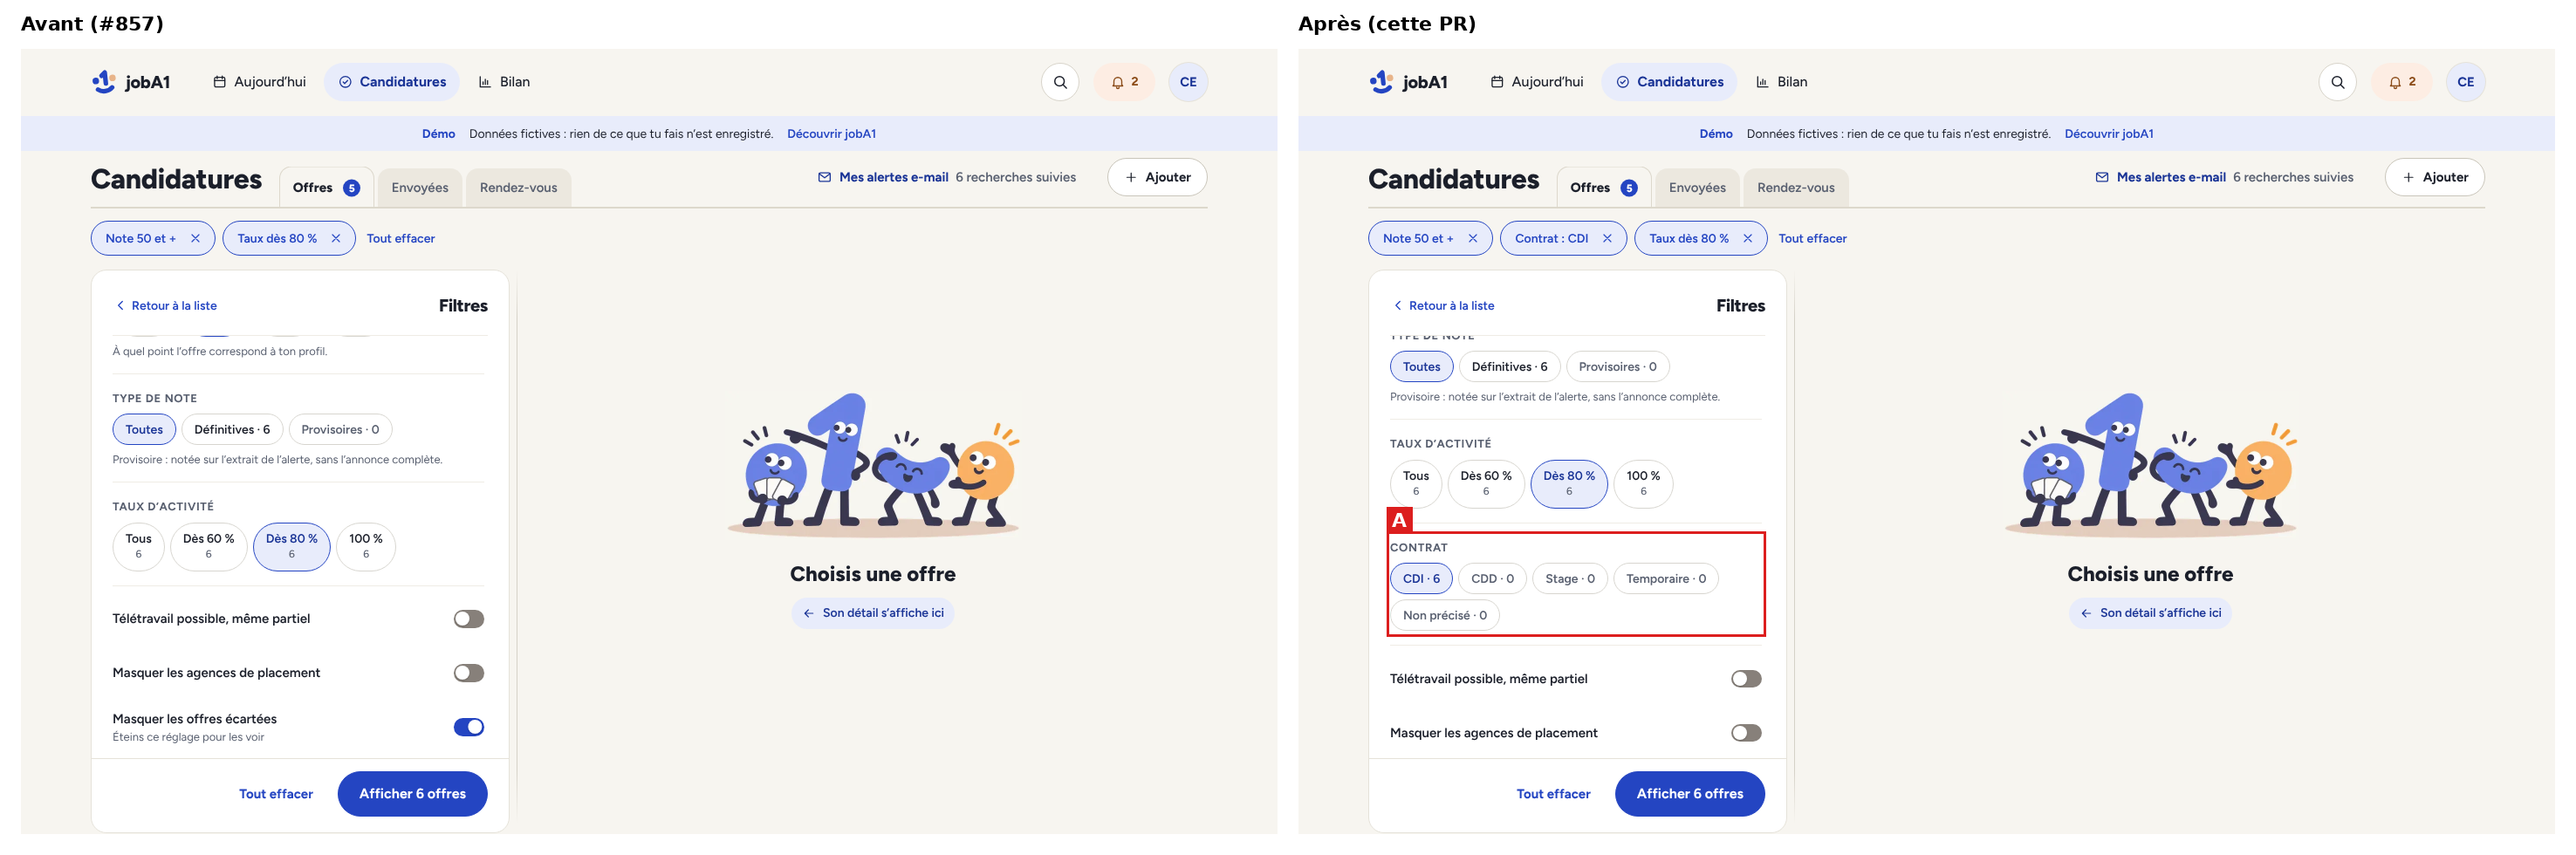 Avant (#857)
jobA1
Aujourd'hui
Candidatures
Bilan
2
CE
Démo Données fictives : rien de ce que tu fais n'est enregistré. Découvrir jobA1
Candidatures
Offres 5
Envoyées
Rendez-vous
Mes alertes e-mail 6 recherches suivies
+ Ajouter
Note 50 et + ×
Taux dès 80 % ×
Tout effacer
Retour à la liste
Filtres
À quel point l'offre correspond à ton profil.
TYPE DE NOTE
Toutes
Définitives · 6
Provisoires · 0
Provisoire : notée sur l'extrait de l'alerte, sans l'annonce complète.
TAUX D'ACTIVITÉ
Tous
6
Dès 60 %
6
Dès 80 %
6
100 %
6
Télétravail possible, même partiel
Masquer les agences de placement
Masquer les offres écartées
Éteins ce réglage pour les voir
Tout effacer
Afficher 6 offres
Choisis une offre
← Son détail s'affiche ici
Après (cette PR)
jobA1
Aujourd'hui
Candidatures
Bilan
2
CE
Démo Données fictives : rien de ce que tu fais n'est enregistré. Découvrir jobA1
Candidatures
Offres 5
Envoyées
Rendez-vous
Mes alertes e-mail 6 recherches suivies
+ Ajouter
Note 50 et + ×
Contrat : CDI ×
Taux dès 80 % ×
Tout effacer
Retour à la liste
Filtres
TYPE DE NOTE
Toutes
Définitives · 6
Provisoires · 0
Provisoire : notée sur l'extrait de l'alerte, sans l'annonce complète.
TAUX D'ACTIVITÉ
Tous
6
Dès 60 %
6
Dès 80 %
6
100 %
6
A
CONTRAT
CDI · 6
CDD · 0
Stage · 0
Temporaire · 0
Non précisé · 0
Télétravail possible, même partiel
Masquer les agences de placement
Tout effacer
Afficher 6 offres
Choisis une offre
← Son détail s'affiche ici